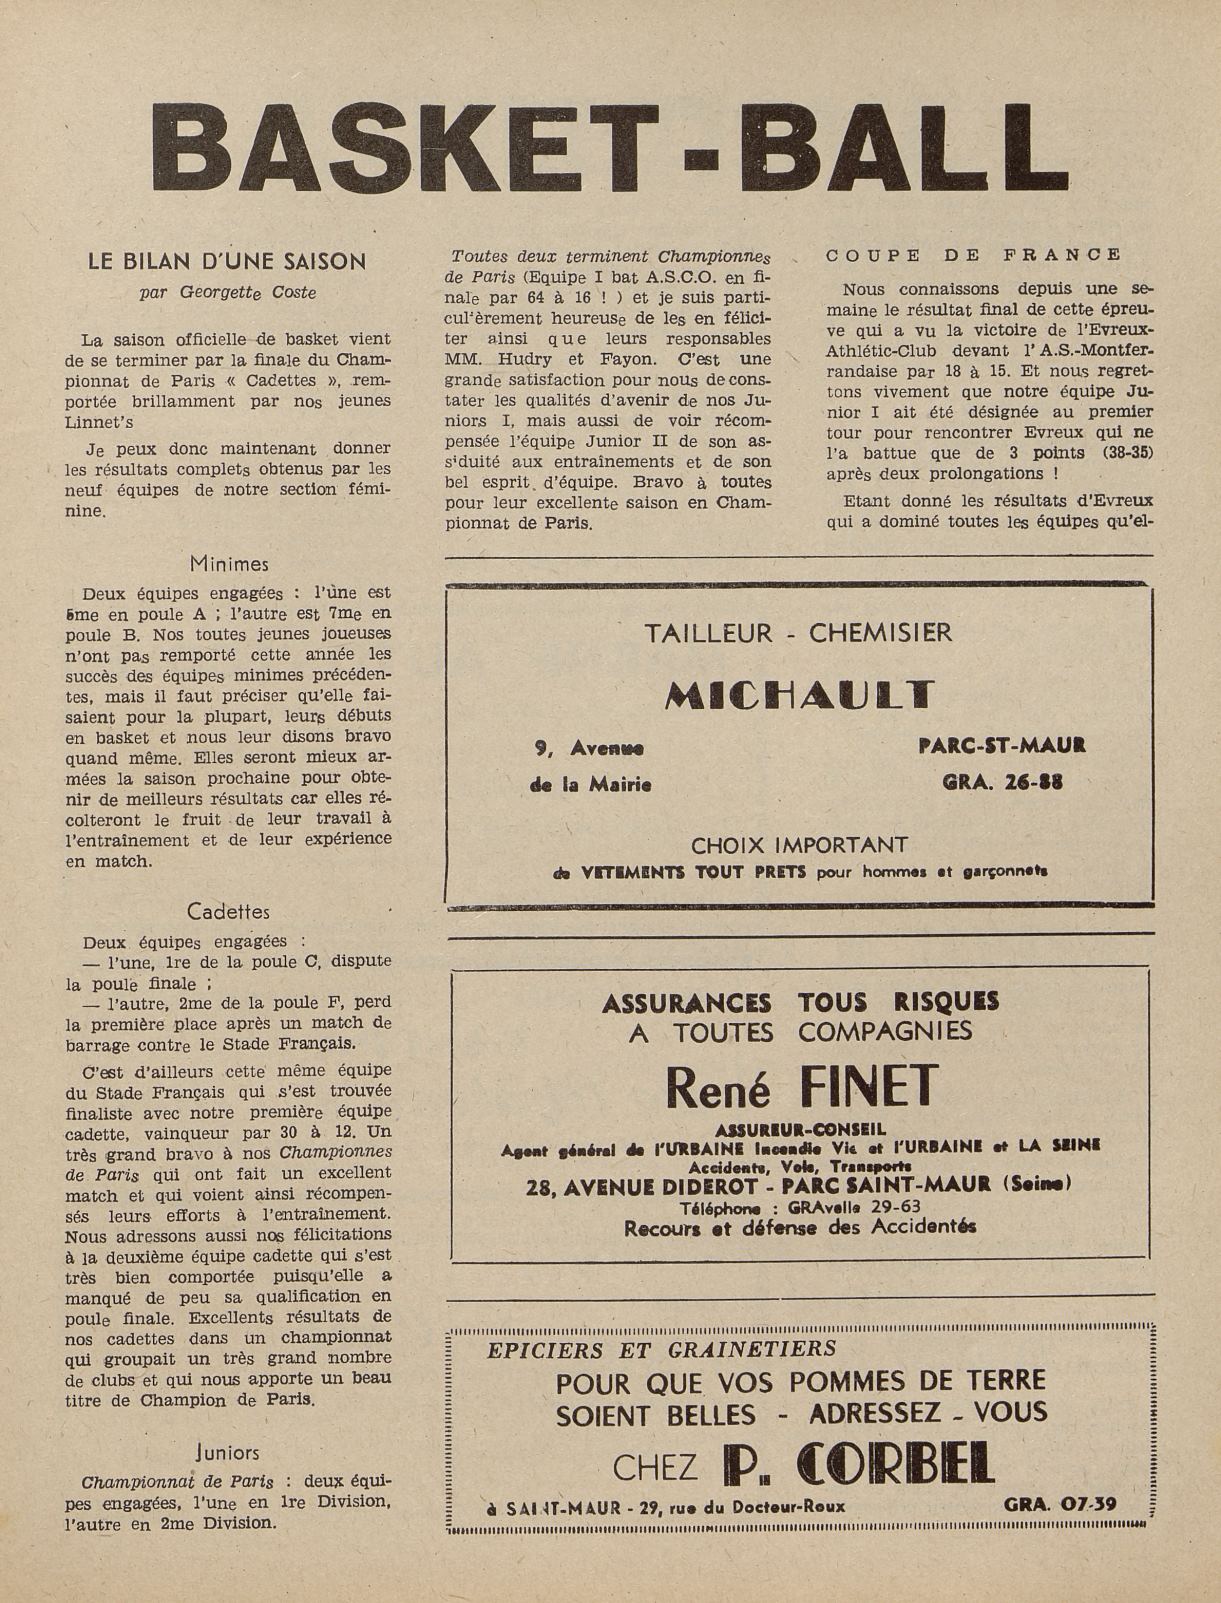 BASKET-BALL
LE BILAN D'UNE SAISON
par Georgette Coste
La saison officielle de basket vient
de se terminer par la finale du Cham-
pionnat de Paris « Cadettes », rem-
portée brillamment par nos jeunes
Linnet's
Je peux donc maintenant donner
les résultats complets obtenus par les
neuf équipes de notre section fémi-
nine.
Minimes
Deux équipes engagées : l'une est
5me en poule A ; l'autre est 7me en
poule B. Nos toutes jeunes joueuses
n'ont pas remporté cette année les
succès des équipes minimes précéden-
tes, mais il faut préciser qu'elle fai-
saient pour la plupart, leurs débuts
en basket et nous leur disons bravo
quand même. Elles seront mieux ar-
mées la saison prochaine pour obte-
nir de meilleurs résultats car elles ré-
colteront le fruit de leur travail à
l'entraînement et de leur expérience
en match.
Cadettes
Deux équipes engagées :
— l'une, 1re de la poule C, dispute
la poule finale ;
— l'autre, 2me de la poule F, perd
la première place après un match de
barrage contre le Stade Français.
C'est d'ailleurs cette même équipe
du Stade Français qui s'est trouvée
finaliste avec notre première équipe
cadette, vainqueur par 30 à 12. Un
très grand bravo à nos Championnes
de Paris qui ont fait un excellent
match et qui voient ainsi récompen-
sés leurs efforts à l'entraînement.
Nous adressons aussi nos félicitations
à la deuxième équipe cadette qui s'est
très bien comportée puisqu'elle a
manqué de peu sa qualification en
poule finale. Excellents résultats de
nos cadettes dans un championnat
qui groupait un très grand nombre
de clubs et qui nous apporte un beau
titre de Champion de Paris.
Juniors
Championnat de Paris : deux équi-
pes engagées, l'une en 1re Division,
l'autre en 2me Division.
Toutes deux terminent Championnes
de Paris (Equipe I bat A.S.C.O. en fi-
nale par 64 à 16 ! ) et je suis parti-
culièrement heureuse de les en félici-
ter ainsi que leurs responsables
MM. Hudry et Fayon. C'est une
grande satisfaction pour nous de cons-
tater les qualités d'avenir de nos Ju-
niors I, mais aussi de voir récom-
pensée l'équipe Junior II de son as-
siduité aux entraînements et de son
bel esprit d'équipe. Bravo à toutes
pour leur excellente saison en Cham-
pionnat de Paris.
COUPE DE FRANCE
Nous connaissons depuis une se-
maine le résultat final de cette épreu-
ve qui a vu la victoire de l'Evreux-
Athlétic-Club devant l'A.S.-Montfer-
randaise par 18 à 15. Et nous regret-
tons vivement que notre équipe Ju-
nior I ait été désignée au premier
tour pour rencontrer Evreux qui ne
l'a battue que de 3 points (38-35)
après deux prolongations !
Etant donné les résultats d'Evreux
qui a dominé toutes les équipes qu'el-
TAILLEUR - CHEMISIER
MICHAULT
9, Avenue
de la Mairie
PARC-ST-MAUR
GRA. 26-88
CHOIX IMPORTANT
de VETEMENTS TOUT PRETS pour hommes et garçonnets
ASSURANCES TOUS RISQUES
A TOUTES COMPAGNIES
René FINET
ASSUREUR-CONSEIL
Agent général de l'URBAINE Incendie Vie et l'URBAINE et LA SEINE
Accidents, Vols, Transports
28, AVENUE DIDEROT - PARC SAINT-MAUR (Seine)
Téléphone : GRAvelle 29-63
Recours et défense des Accidentés
EPICIERS ET GRAINETIERS
POUR QUE VOS POMMES DE TERRE
SOIENT BELLES - ADRESSEZ - VOUS
CHEZ P. CORBEL
à SAINT-MAUR - 29, rue du Docteur-Roux GRA. 07-39